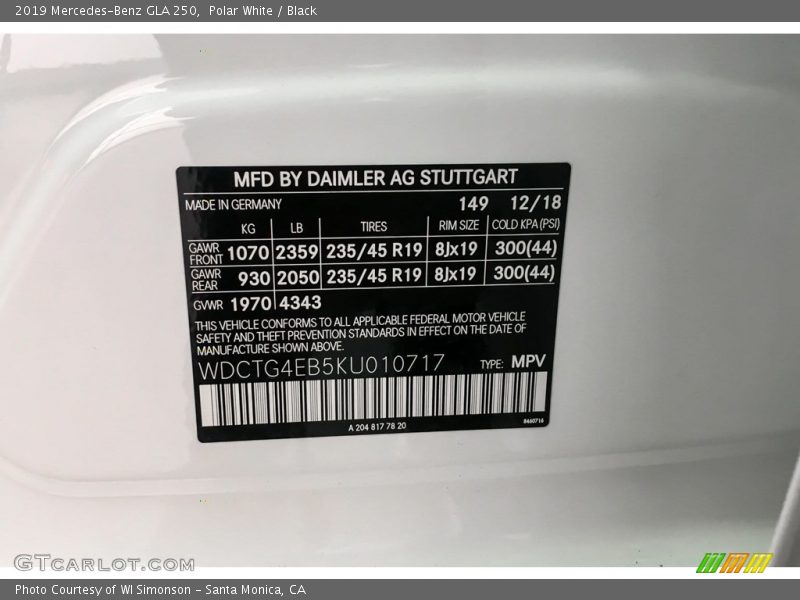 2019 Mercedes-Benz GLA 250, Polar White / Black
MFD BY DAIMLER AG STUTTGART
MADE IN GERMANY 149 12/18
KG LB TIRES RIM SIZE COLD KPA(PSI)
GAWR FRONT 1070 2359 235/45 R19 8Jx19 300(44)
GAWR REAR 930 2050 235/45 R19 8Jx19 300(44)
GVWR 1970 4343
THIS VEHICLE CONFORMS TO ALL APPLICABLE FEDERAL MOTOR VEHICLE
SAFETY AND THEFT PREVENTION STANDARDS IN EFFECT ON THE DATE OF
MANUFACTURE SHOWN ABOVE.
WDCTG4EB5KU010717 TYPE: MPV
A 204 817 78 20 8460716
GTCARLOT.COM
Photo Courtesy of WI Simonson - Santa Monica, CA